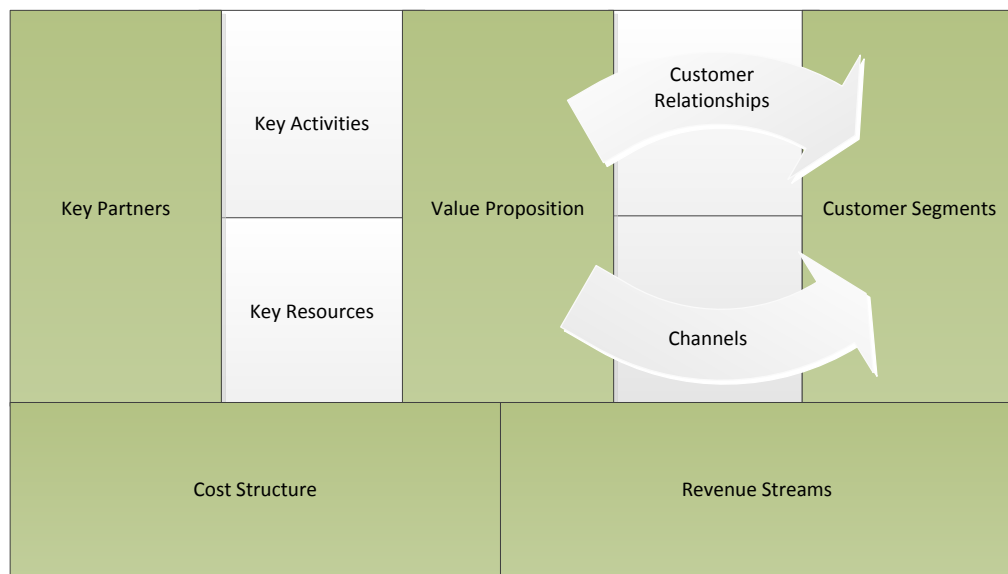 Key Partners
Key Activities
Key Resources
Value Proposition
Customer
Relationships
Channels
Customer Segments
Cost Structure
Revenue Streams